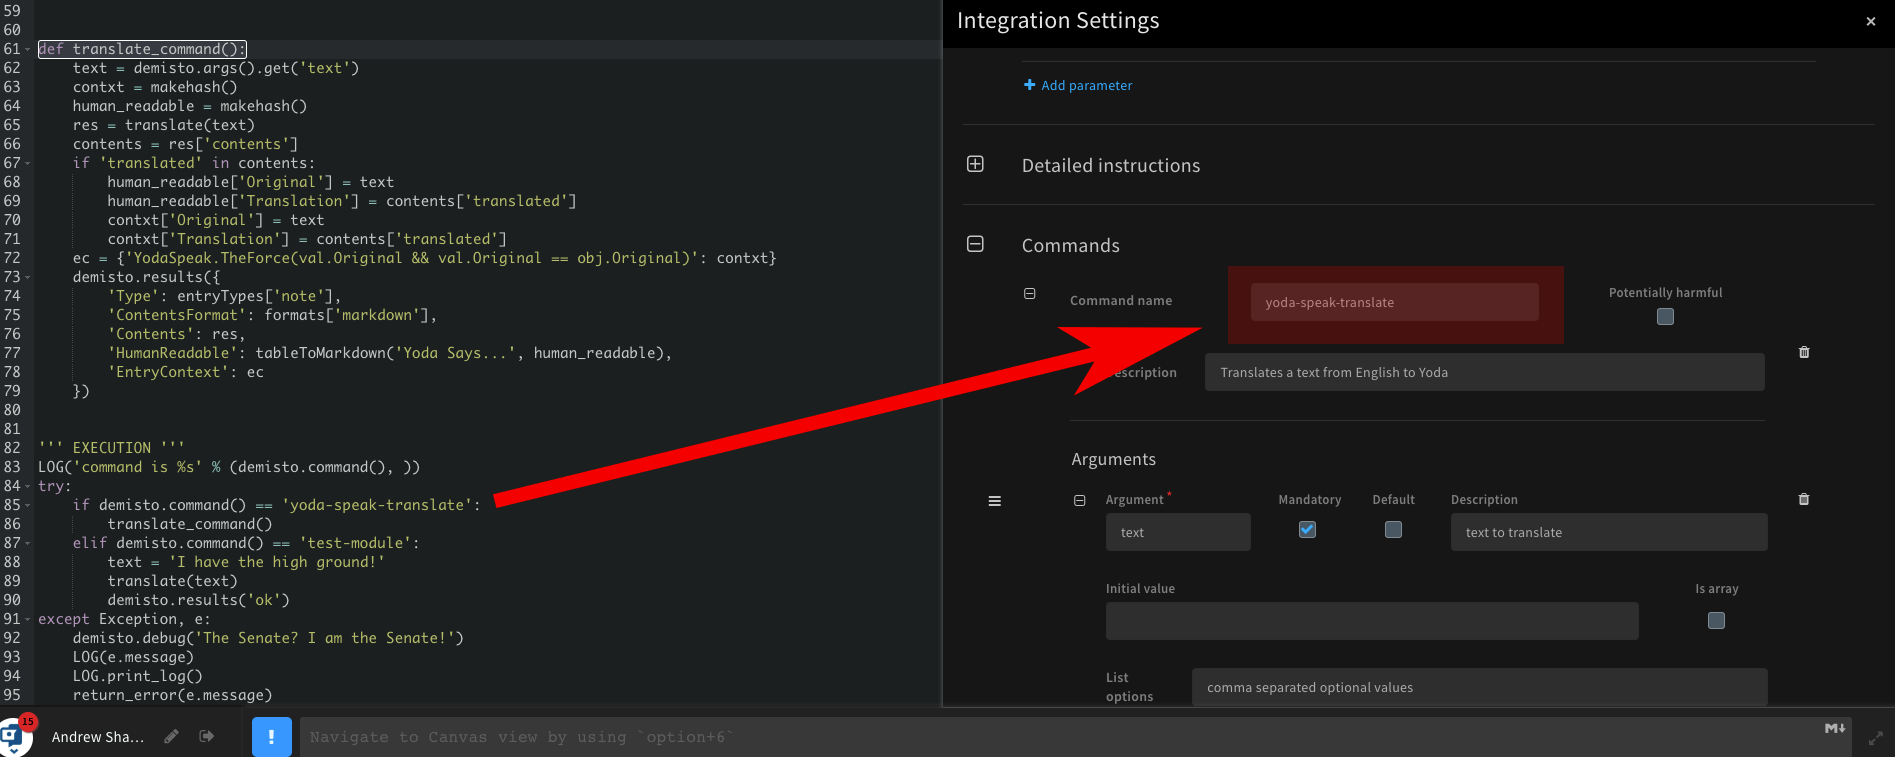 59
60
61 def translate_command():
62 text = demisto.args().get('text')
63 contxt = makehash()
64 human_readable = makehash()
65 res = translate(text)
66 contents = res['contents']
67 if 'translated' in contents:
68 human_readable['Original'] = text
69 human_readable['Translation'] = contents['translated']
70 contxt['Original'] = text
71 contxt['Translation'] = contents['translated']
72 ec = {'YodaSpeak.TheForce(val.Original && val.Original == obj.Original)': contxt}
73 demisto.results({
74 'Type': entryTypes['note'],
75 'ContentsFormat': formats['markdown'],
76 'Contents': res,
77 'HumanReadable': tableToMarkdown('Yoda Says...', human_readable),
78 'EntryContext': ec
79 })
80
81
82 ''' EXECUTION '''
83 LOG('command is %s' % (demisto.command(), ))
84 try:
85 if demisto.command() == 'yoda-speak-translate':
86 translate_command()
87 elif demisto.command() == 'test-module':
88 text = 'I have the high ground!'
89 translate(text)
90 demisto.results('ok')
91 except Exception, e:
92 demisto.debug('The Senate? I am the Senate!')
93 LOG(e.message)
94 LOG.print_log()
95 return_error(e.message)
Integration Settings ×
+ Add parameter
Detailed instructions
Commands
Command name yoda-speak-translate Potentially harmful
escription Translates a text from English to Yoda
Arguments
Argument * Mandatory Default Description
text text to translate
Initial value Is array
List options comma separated optional values
15 Andrew Sha... ! Navigate to Canvas view by using `option+6` M